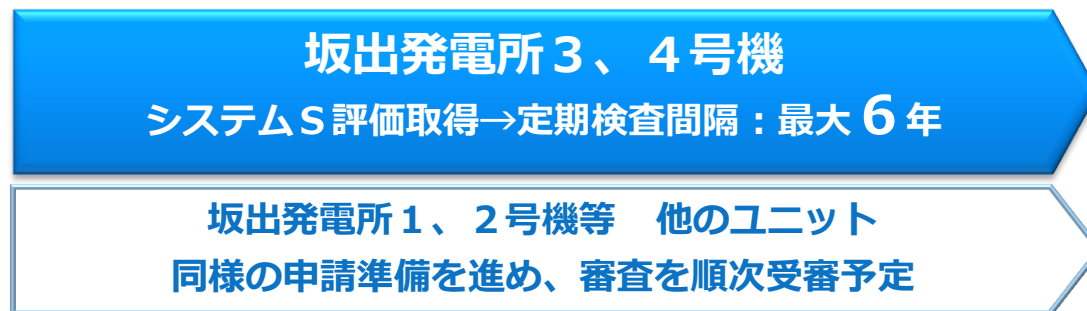 坂出発電所３、４号機
システムＳ評価取得→定期検査間隔：最大６年
坂出発電所１、２号機等　他のユニット
同様の申請準備を進め、審査を順次受審予定